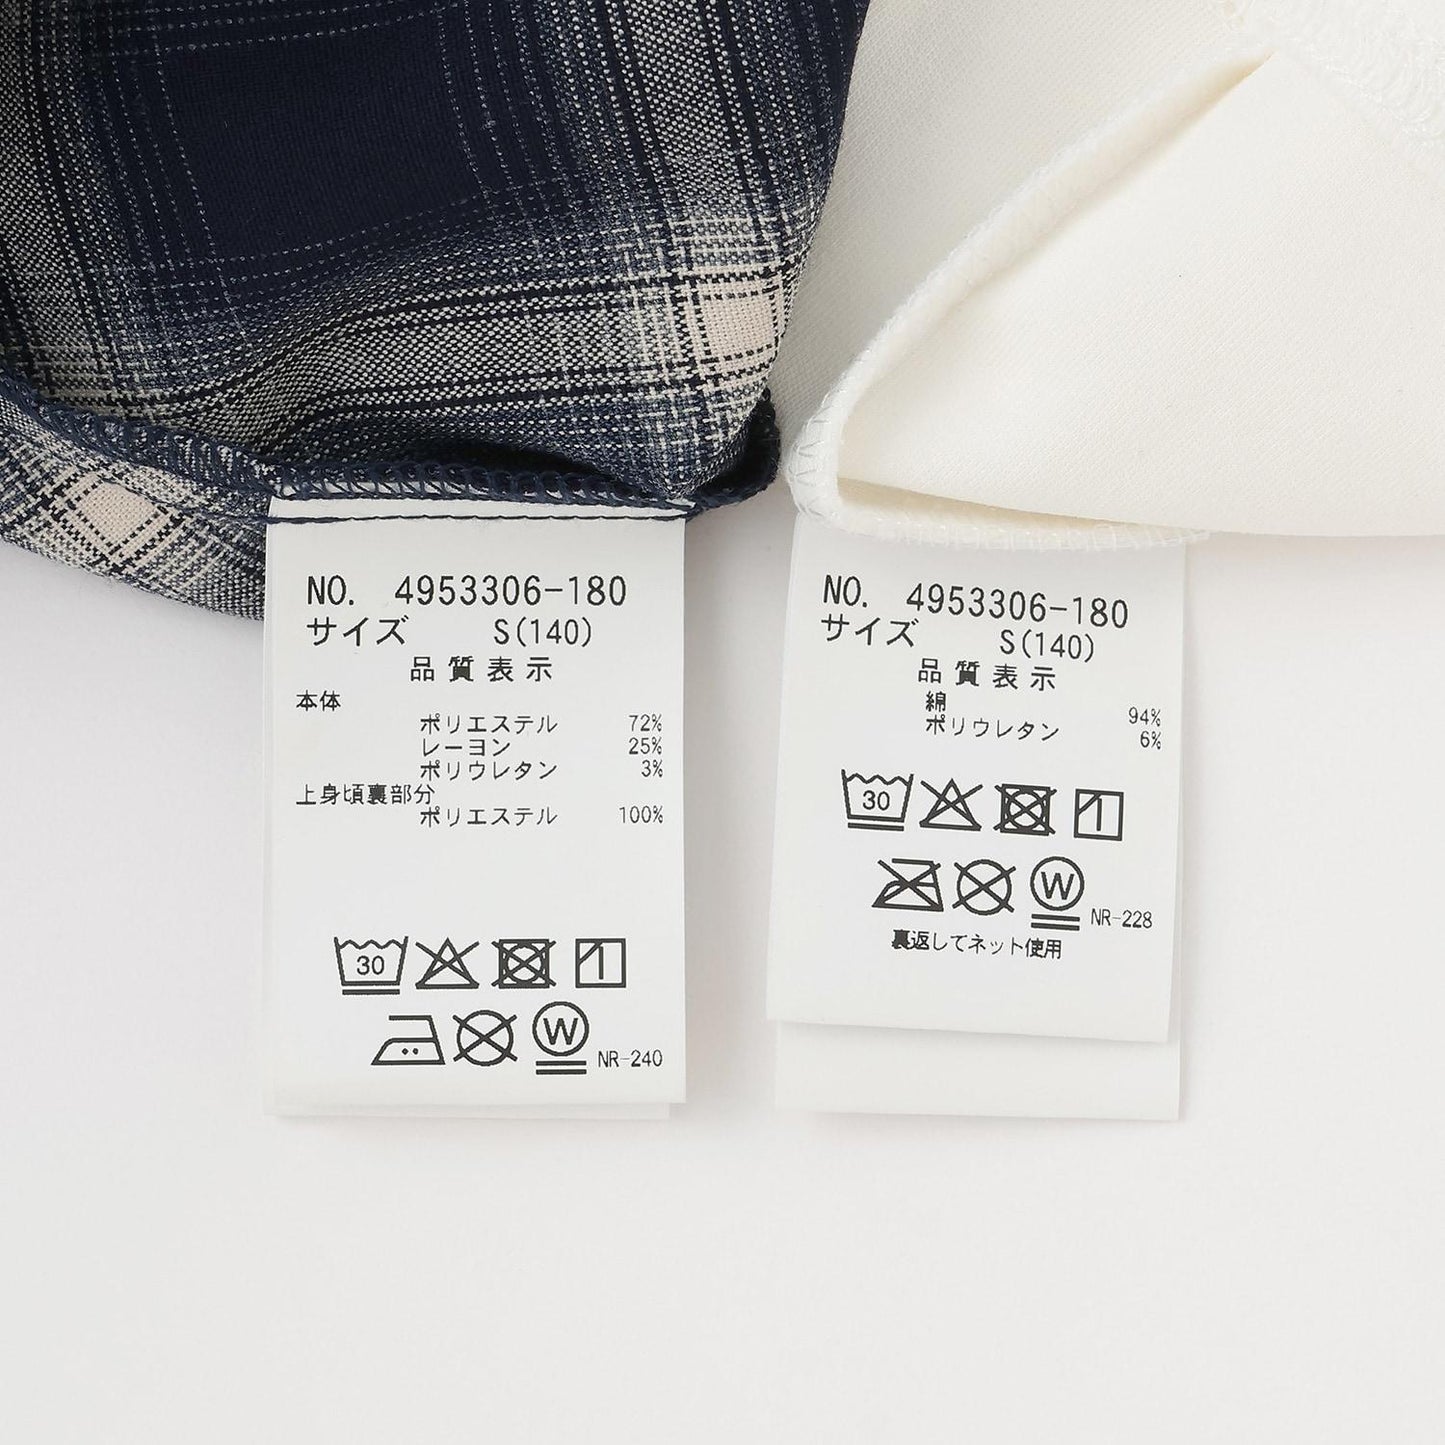 NO. 4953306-180
サイズ S(140)
品質表示
本体
ポリエステル 72%
レーヨン 25%
ポリウレタン 3%
上身頃裏部分
ポリエステル 100%
30
W
NR-240
NO. 4953306-180
サイズ S(140)
品質表示
綿 94%
ポリウレタン 6%
30
W
NR-228
裏返してネット使用